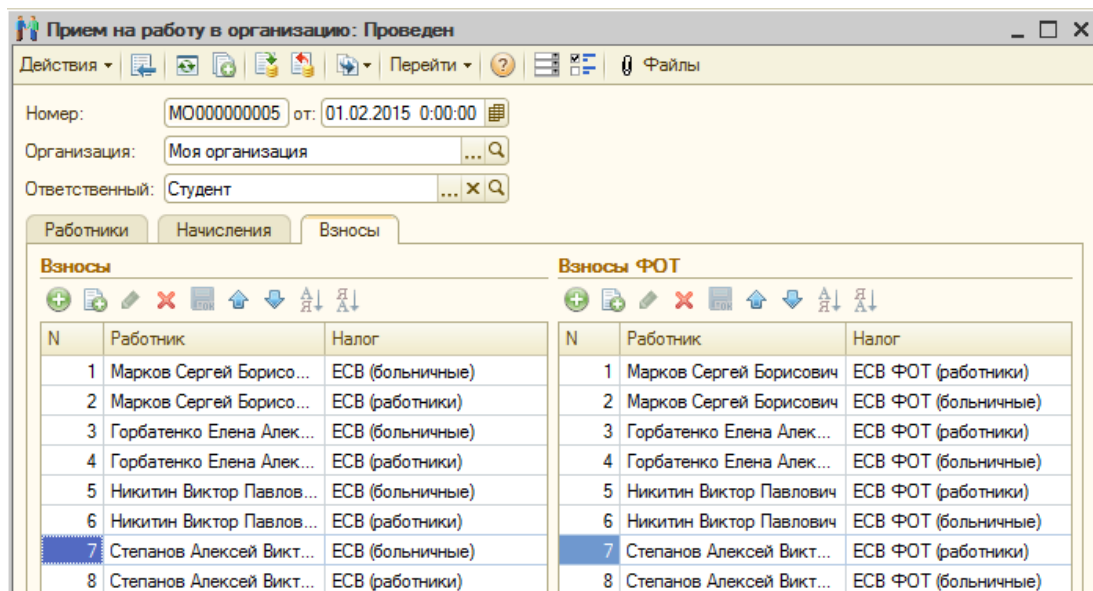 Прием на работу в организацию: Проведен
Действия Перейти Файлы
Номер: МО000000005 от: 01.02.2015 0:00:00
Организация: Моя организация ...
Ответственный: Студент ...
Работники Начисления Взносы
Взносы Взносы ФОТ
N Работник Налог N Работник Налог
1 Марков Сергей Борисо... ЕСВ (больничные) 1 Марков Сергей Борисович ЕСВ ФОТ (работники)
2 Марков Сергей Борисо... ЕСВ (работники) 2 Марков Сергей Борисович ЕСВ ФОТ (больничные)
3 Горбатенко Елена Алек... ЕСВ (больничные) 3 Горбатенко Елена Алек... ЕСВ ФОТ (работники)
4 Горбатенко Елена Алек... ЕСВ (работники) 4 Горбатенко Елена Алек... ЕСВ ФОТ (больничные)
5 Никитин Виктор Павлов... ЕСВ (больничные) 5 Никитин Виктор Павлович ЕСВ ФОТ (работники)
6 Никитин Виктор Павлов... ЕСВ (работники) 6 Никитин Виктор Павлович ЕСВ ФОТ (больничные)
7 Степанов Алексей Викт... ЕСВ (больничные) 7 Степанов Алексей Викт... ЕСВ ФОТ (работники)
8 Степанов Алексей Викт... ЕСВ (работники) 8 Степанов Алексей Викт... ЕСВ ФОТ (больничные)